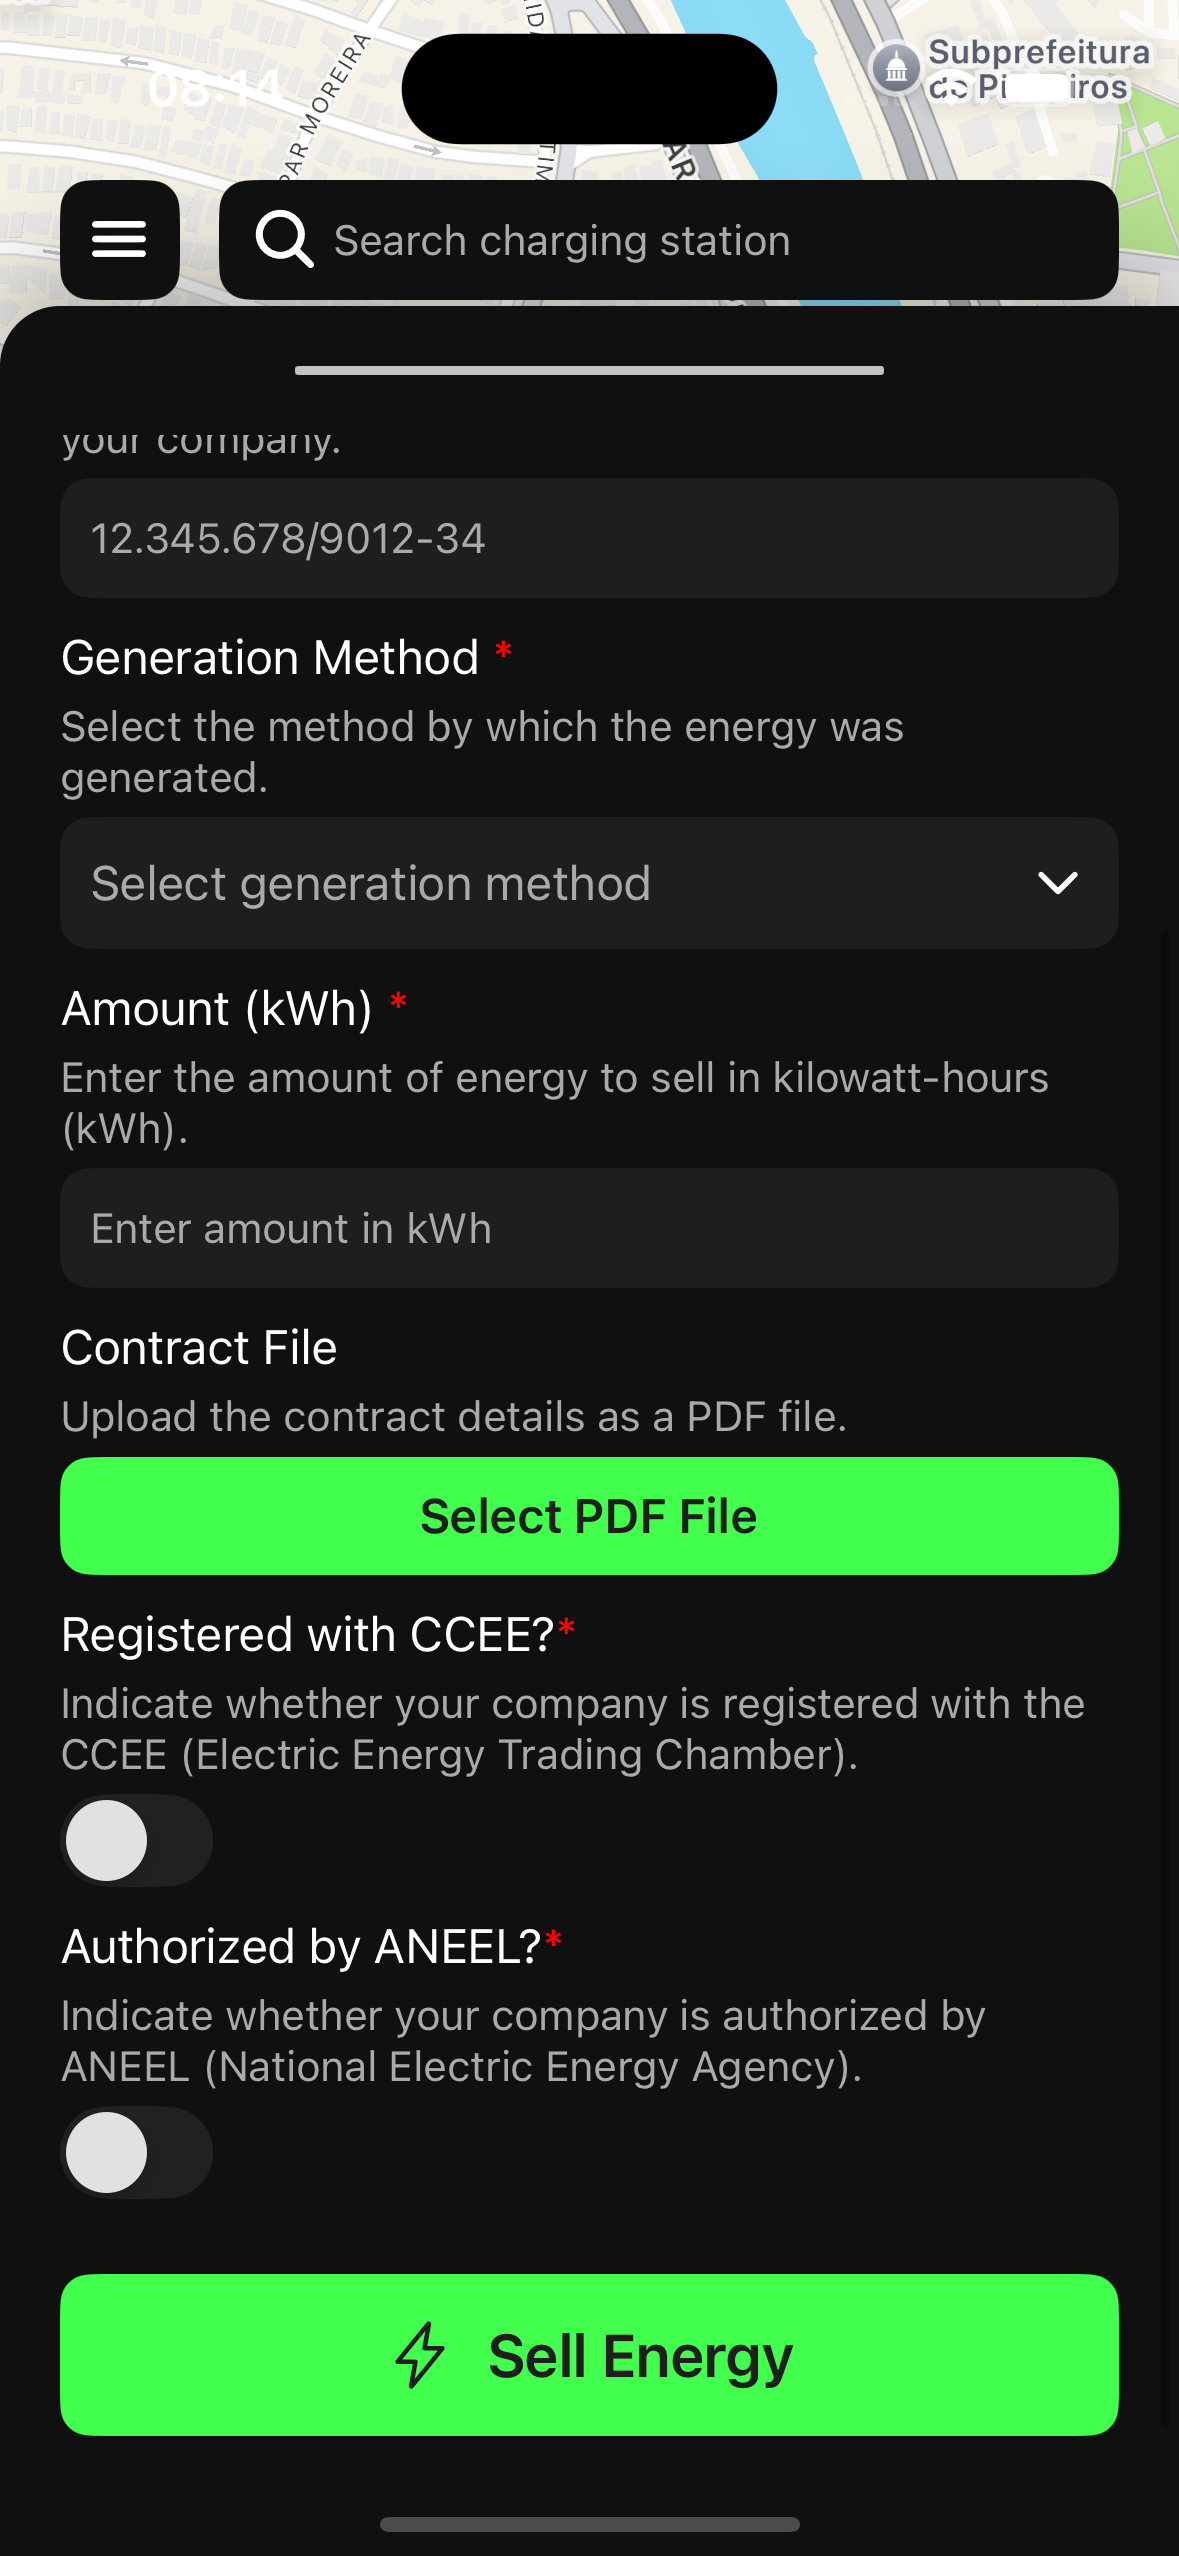 PAR MOREIRA
08:14
Subprefeitura
Search charging station
your company.
12.345.678/9012-34
Generation Method *
Select the method by which the energy was
generated.
Select generation method
Amount (kWh) *
Enter the amount of energy to sell in kilowatt-hours
(kWh).
Enter amount in kWh
Contract File
Upload the contract details as a PDF file.
Select PDF File
Registered with CCEE?*
Indicate whether your company is registered with the
CCEE (Electric Energy Trading Chamber).
Authorized by ANEEL?*
Indicate whether your company is authorized by
ANEEL (National Electric Energy Agency).
Sell Energy